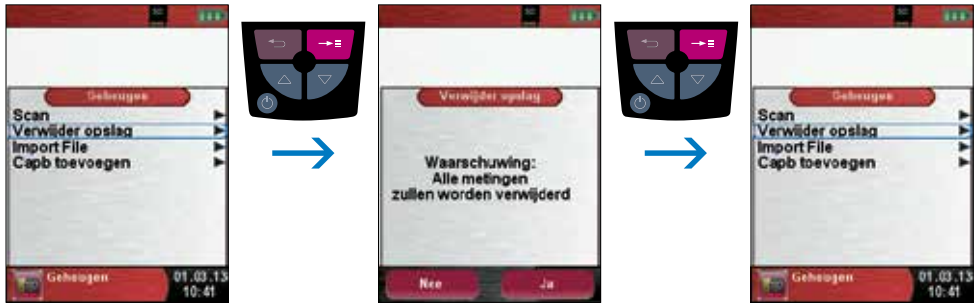 Geheugen
Scan
Verwijder opslag
Import File
Capb toevoegen
Geheugen
01.03.13
10:41
Verwijder opslag
Waarschuwing:
Alle metingen
zullen worden verwijderd
Nee
Ja
Geheugen
Scan
Verwijder opslag
Import File
Capb toevoegen
Geheugen
01.03.13
10:41